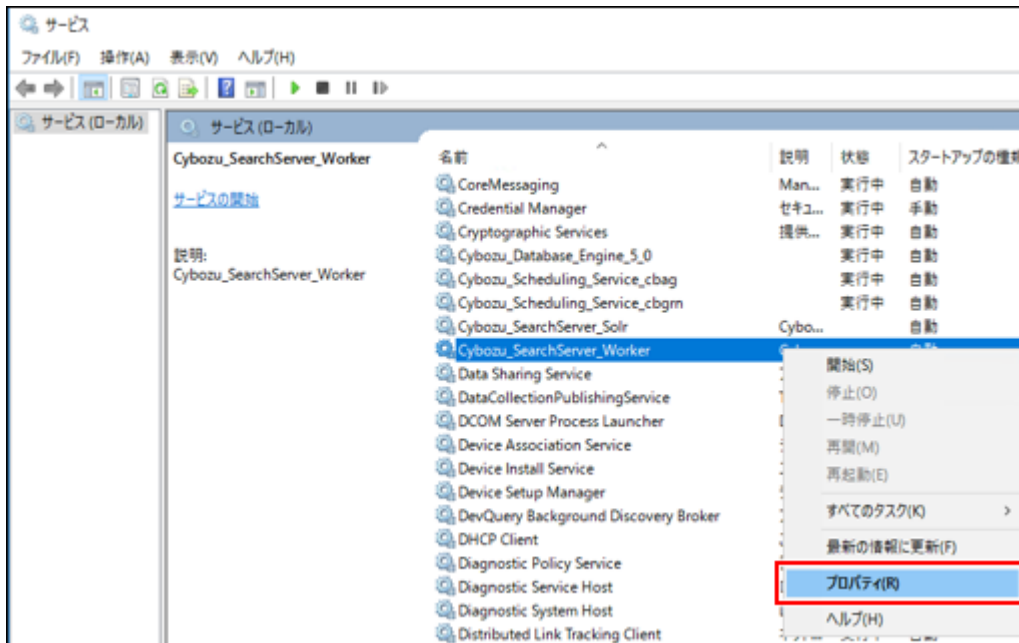 サービス
ファイル(F) 操作(A) 表示(V) ヘルプ(H)
サービス (ローカル)
サービス (ローカル)
Cybozu_SearchServer_Worker
サービスの開始
説明:
Cybozu_SearchServer_Worker
名前 説明 状態 スタートアップの種類
CoreMessaging Man... 実行中 自動
Credential Manager セキュ... 実行中 手動
Cryptographic Services 提供... 実行中 自動
Cybozu_Database_Engine_5_0 実行中 自動
Cybozu_Scheduling_Service_cbag 実行中 自動
Cybozu_Scheduling_Service_cbgrn 実行中 自動
Cybozu_SearchServer_Solr Cybo... 自動
Cybozu_SearchServer_Worker
Data Sharing Service
DataCollectionPublishingService
DCOM Server Process Launcher
Device Association Service
Device Install Service
Device Setup Manager
DevQuery Background Discovery Broker
DHCP Client
Diagnostic Policy Service
Diagnostic Service Host
Diagnostic System Host
Distributed Link Tracking Client
開始(S)
停止(O)
一時停止(U)
再開(M)
再起動(E)
すべてのタスク(K)
最新の情報に更新(F)
プロパティ(R)
ヘルプ(H)